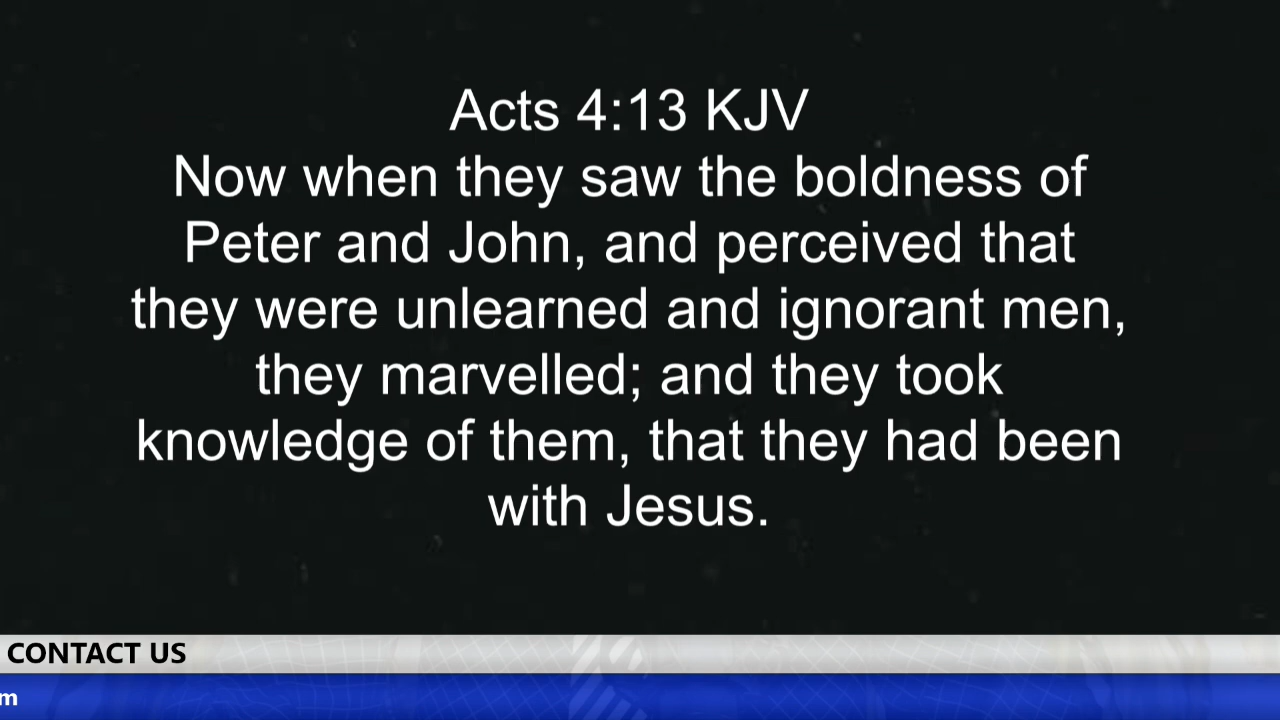 Acts 4:13 KJV
Now when they saw the boldness of
Peter and John, and perceived that
they were unlearned and ignorant men,
they marvelled; and they took
knowledge of them, that they had been
with Jesus.
CONTACT US
m